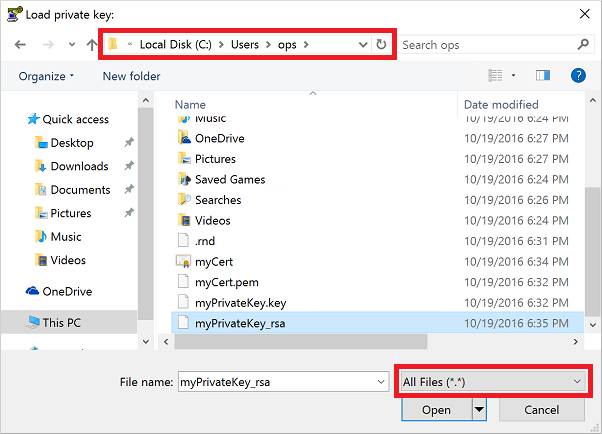 Load private key:
« Local Disk (C:) > Users > ops >
Search ops
Organize New folder
?
Name Date modified
Quick access
Desktop
Downloads
Documents
Pictures
Music
Videos
OneDrive
This PC
Music 10/19/2016 6:24 PM
OneDrive 10/19/2016 6:27 PM
Pictures 10/19/2016 6:27 PM
Saved Games 10/19/2016 6:24 PM
Searches 10/19/2016 6:26 PM
Videos 10/19/2016 6:24 PM
.rnd 10/19/2016 6:31 PM
myCert 10/19/2016 6:34 PM
myCert.pem 10/19/2016 6:32 PM
myPrivateKey.key 10/19/2016 6:32 PM
myPrivateKey_rsa 10/19/2016 6:35 PM
File name: myPrivateKey_rsa All Files (*.*)
Open Cancel